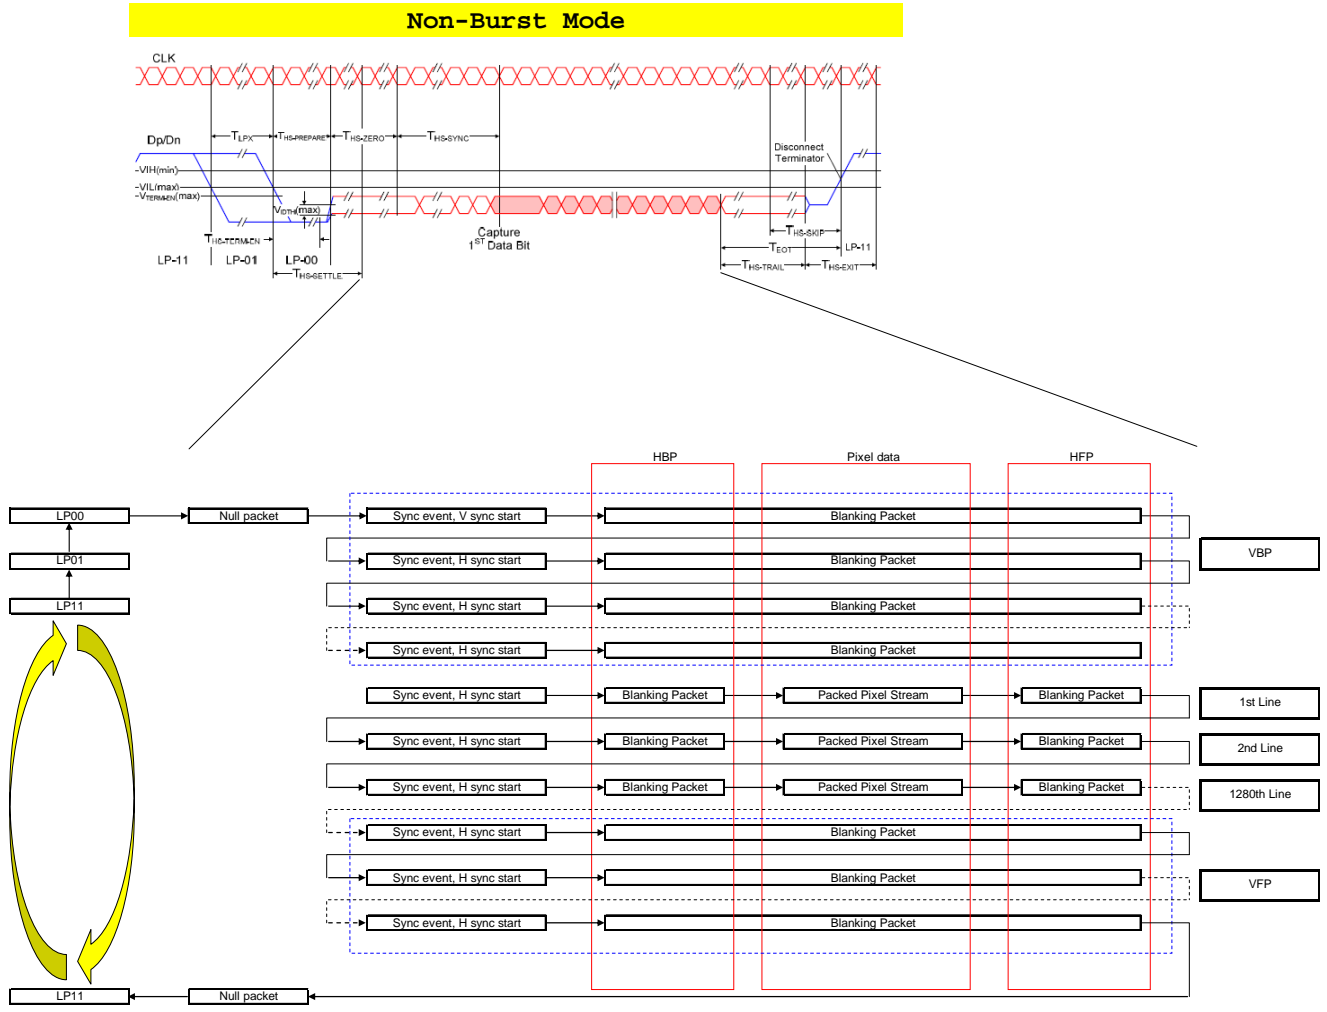 Non-Burst Mode
CLK
Dp/Dn
TLPX
THS-PREPARE
THS-ZERO
THS-SYNC
Disconnect
Terminator
VIH(min)
VIL(max)
VTERM-EN(max)
VIDTH(max)
Capture
1ST Data Bit
THS-TERM-EN
THS-SKIP
TEOT
LP-11
LP-11
LP-01
LP-00
THS-SETTLE
THS-TRAIL
THS-EXIT
HBP
Pixel data
HFP
LP00
Null packet
Sync event, V sync start
Blanking Packet
LP01
Sync event, H sync start
Blanking Packet
VBP
LP11
Sync event, H sync start
Blanking Packet
Sync event, H sync start
Blanking Packet
Sync event, H sync start
Blanking Packet
Packed Pixel Stream
Blanking Packet
1st Line
Sync event, H sync start
Blanking Packet
Packed Pixel Stream
Blanking Packet
2nd Line
Sync event, H sync start
Blanking Packet
Packed Pixel Stream
Blanking Packet
1280th Line
Sync event, H sync start
Blanking Packet
Sync event, H sync start
Blanking Packet
VFP
Sync event, H sync start
Blanking Packet
LP11
Null packet